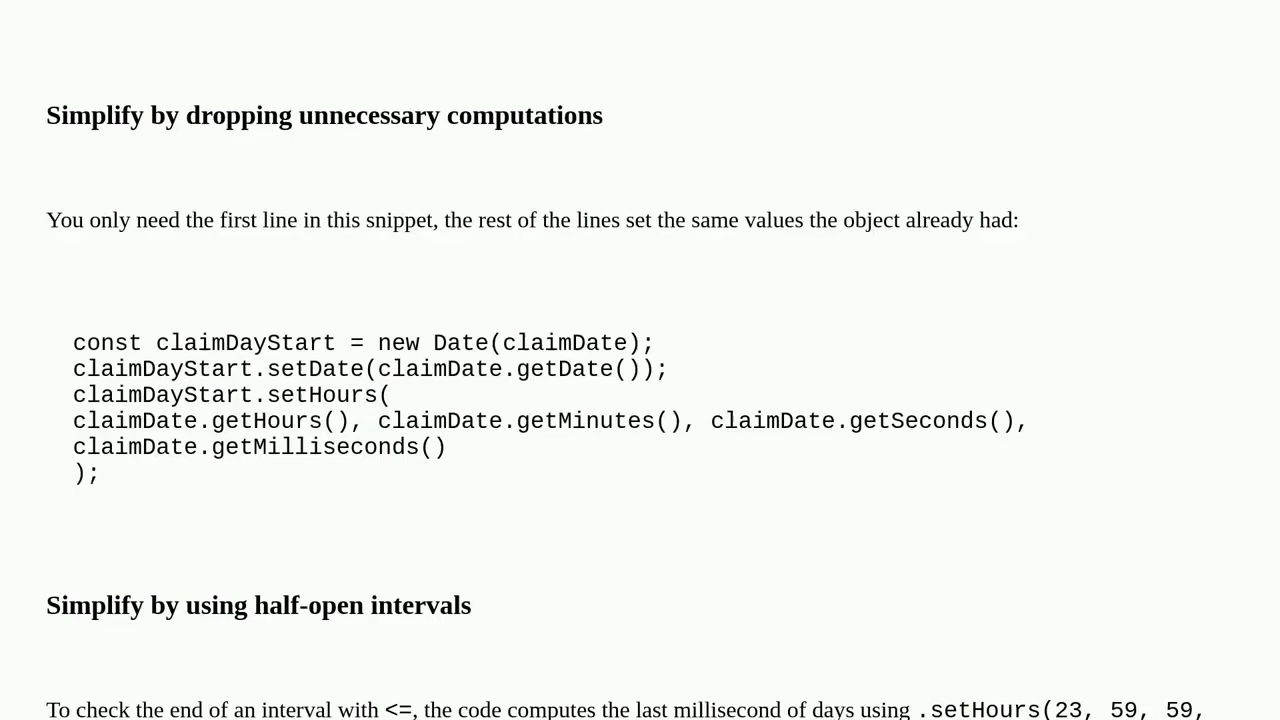 Simplify by dropping unnecessary computations
You only need the first line in this snippet, the rest of the lines set the same values the object already had:
const claimDayStart = new Date(claimDate);
claimDayStart.setDate(claimDate.getDate());
claimDayStart.setHours(
claimDate.getHours(), claimDate.getMinutes(), claimDate.getSeconds(),
claimDate.getMilliseconds()
);
Simplify by using half-open intervals
To check the end of an interval with <=, the code computes the last millisecond of days using .setHours(23, 59, 59,